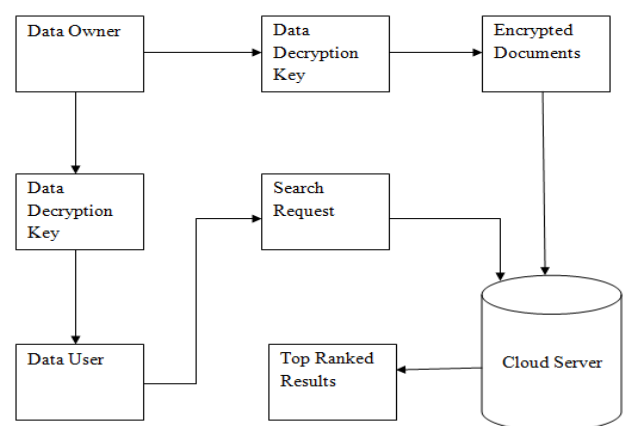 Data Owner
Data
Decryption
Key
Encrypted
Documents
Data
Decryption
Key
Search
Request
Data User
Top Ranked
Results
Cloud Server